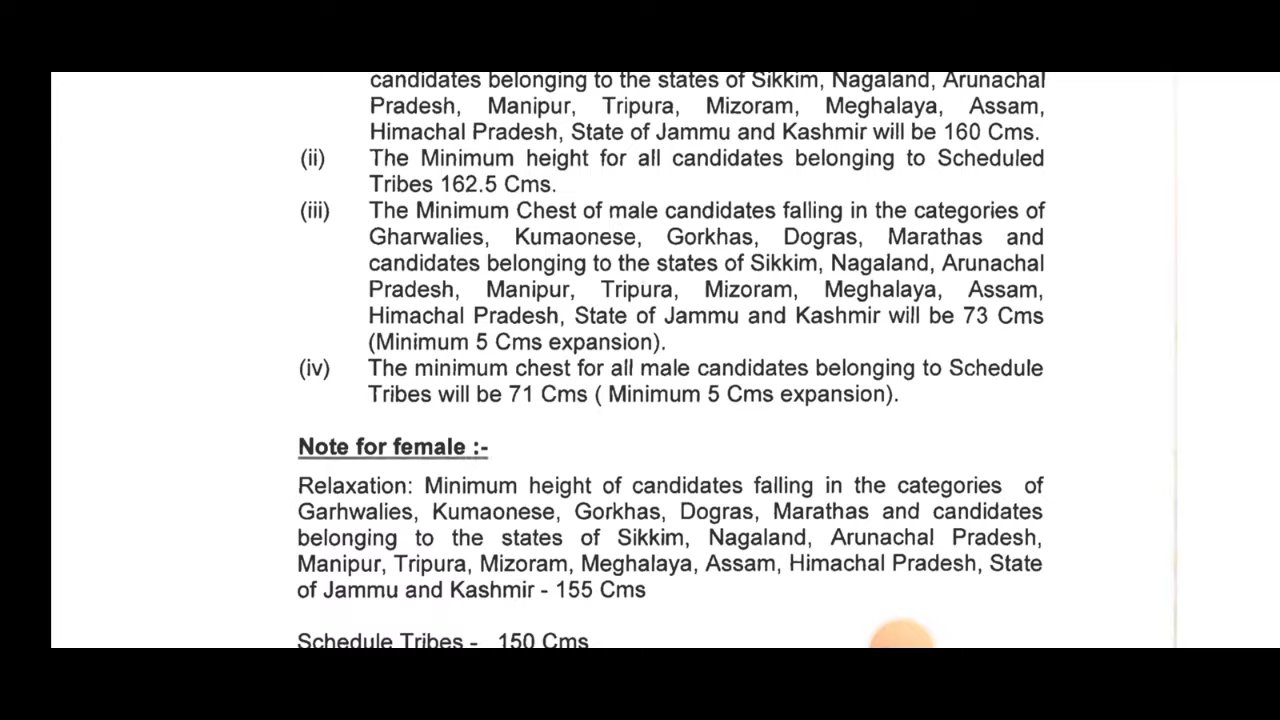 candidates belonging to the states of Sikkim, Nagaland, Arunachal
Pradesh, Manipur, Tripura, Mizoram, Meghalaya, Assam,
Himachal Pradesh, State of Jammu and Kashmir will be 160 Cms.
(ii) The Minimum height for all candidates belonging to Scheduled
Tribes 162.5 Cms.
(iii) The Minimum Chest of male candidates falling in the categories of
Gharwalies, Kumaonese, Gorkhas, Dogras, Marathas and
candidates belonging to the states of Sikkim, Nagaland, Arunachal
Pradesh, Manipur, Tripura, Mizoram, Meghalaya, Assam,
Himachal Pradesh, State of Jammu and Kashmir will be 73 Cms
(Minimum 5 Cms expansion).
(iv) The minimum chest for all male candidates belonging to Schedule
Tribes will be 71 Cms ( Minimum 5 Cms expansion).
Note for female :-
Relaxation: Minimum height of candidates falling in the categories of
Garhwalies, Kumaonese, Gorkhas, Dogras, Marathas and candidates
belonging to the states of Sikkim, Nagaland, Arunachal Pradesh,
Manipur, Tripura, Mizoram, Meghalaya, Assam, Himachal Pradesh, State
of Jammu and Kashmir - 155 Cms
Schedule Tribes - 150 Cms